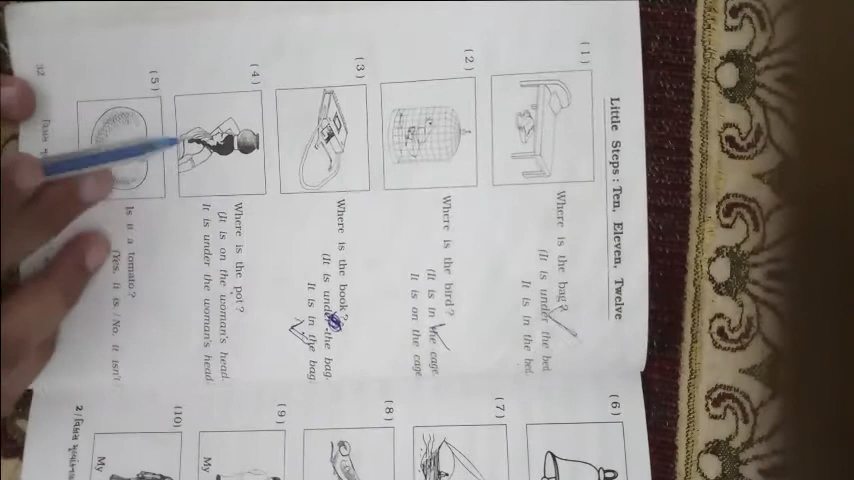 Little Steps : Ten, Eleven, Twelve
(1)
Where is the bag?
(It is under the bed
It is in the bed.
(2)
Where is the bird?
(It is in the cage.
It is on the cage
(3)
Where is the book?
(It is under the bag.
It is in the bag.
(4)
Where is the pot?
(It is on the woman's head.
It is under the woman's head.
(5)
Is it a tomato?
(Yes, it is. / No, it isn't
32
(6)
(7)
(8)
(9)
My
(10)
My